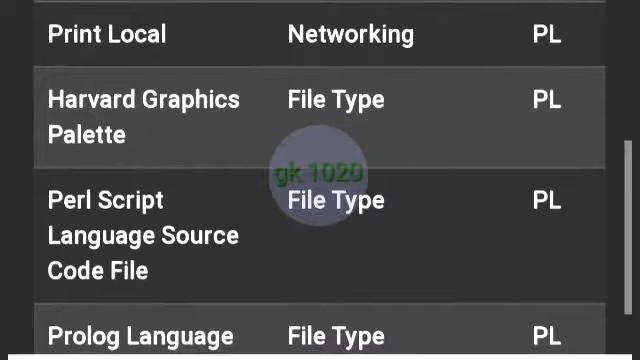 Print Local Networking PL
Harvard Graphics File Type PL
Palette
gk 1020
Perl Script File Type PL
Language Source
Code File
Prolog Language File Type PL